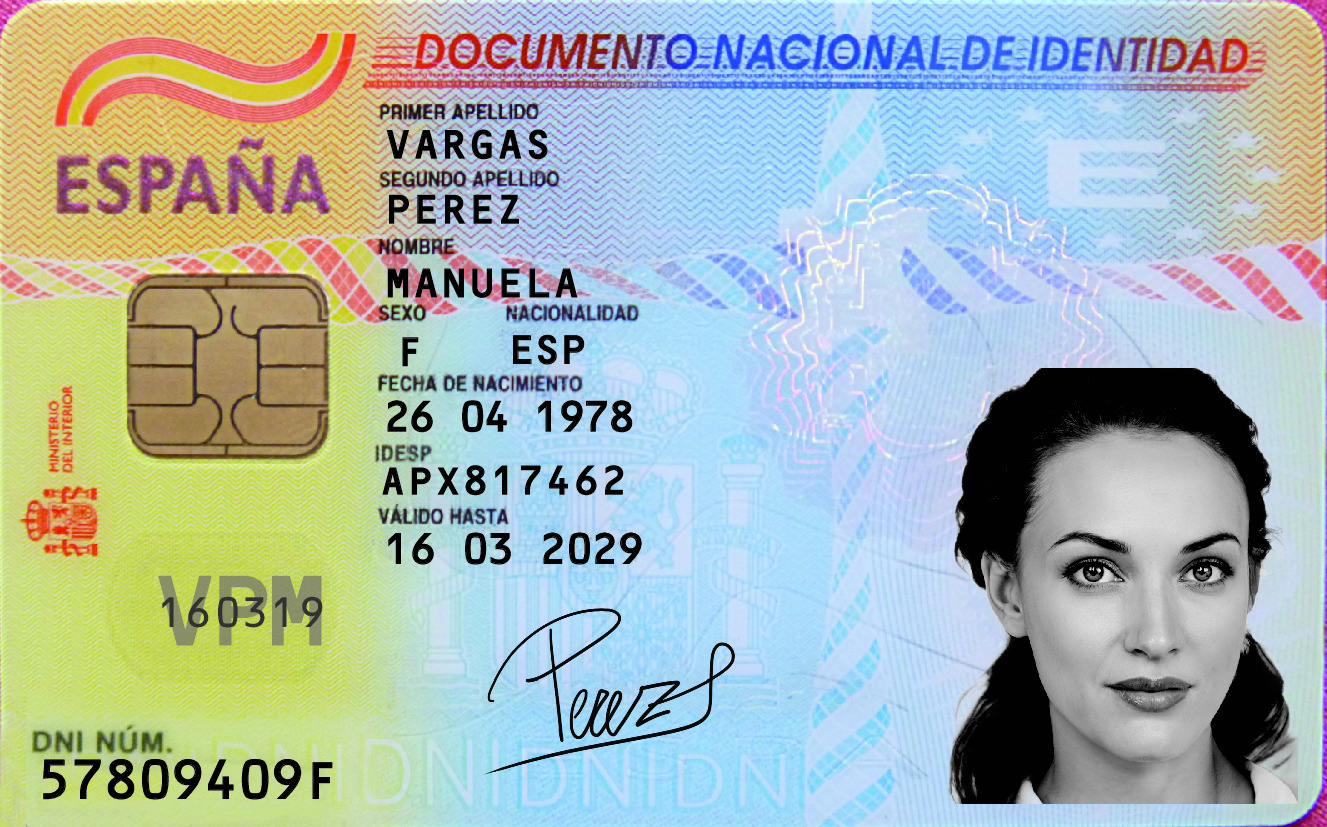 DOCUMENTO NACIONAL DE IDENTIDAD
ESPAÑA
PRIMER APELLIDO
VARGAS
SEGUNDO APELLIDO
PEREZ
NOMBRE
MANUELA
SEXO NACIONALIDAD
F ESP
FECHA DE NACIMIENTO
26 04 1978
IDESP
APX817462
VÁLIDO HASTA
16 03 2029
MINISTERIO
DEL INTERIOR
VPM
160319
Perez
DNI NÚM.
57809409F
DNIDNIDNI
E